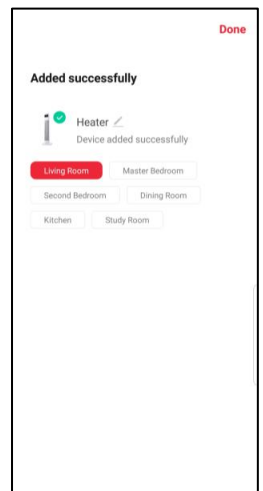 Done
Added successfully
Heater
Device added successfully
Living Room
Master Bedroom
Second Bedroom
Dining Room
Kitchen
Study Room